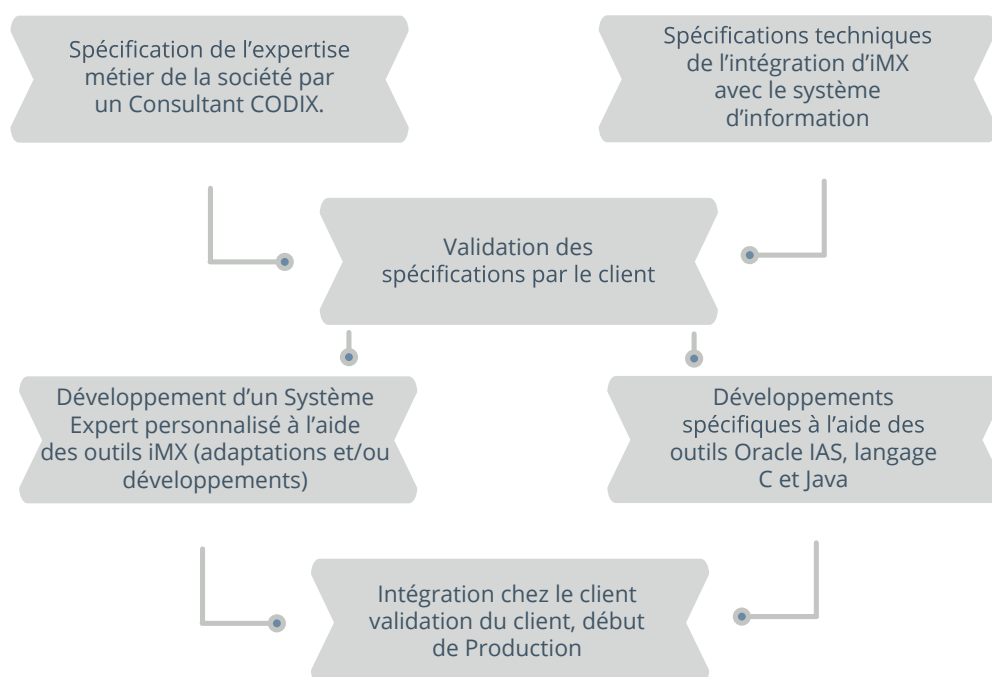 Spécification de l’expertise
métier de la société par
un Consultant CODIX.
Spécifications techniques
de l’intégration d’iMX
avec le système
d’information
Validation des
spécifications par le client
Développement d’un Système
Expert personnalisé à l’aide
des outils iMX (adaptations et/ou
développements)
Développements
spécifiques à l’aide des
outils Oracle IAS, langage
C et Java
Intégration chez le client
validation du client, début
de Production